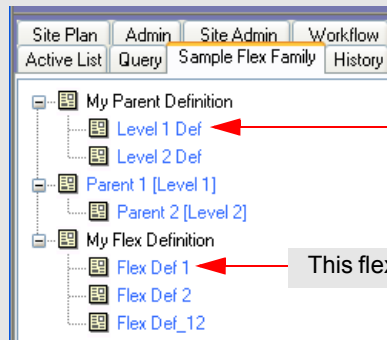 Site Plan Admin Site Admin Workflow
Active List Query Sample Flex Family History
My Parent Definition
Level 1 Def
Level 2 Def
Parent 1 [Level 1]
Parent 2 [Level 2]
My Flex Definition
Flex Def 1 This flex
Flex Def 2
Flex Def_12